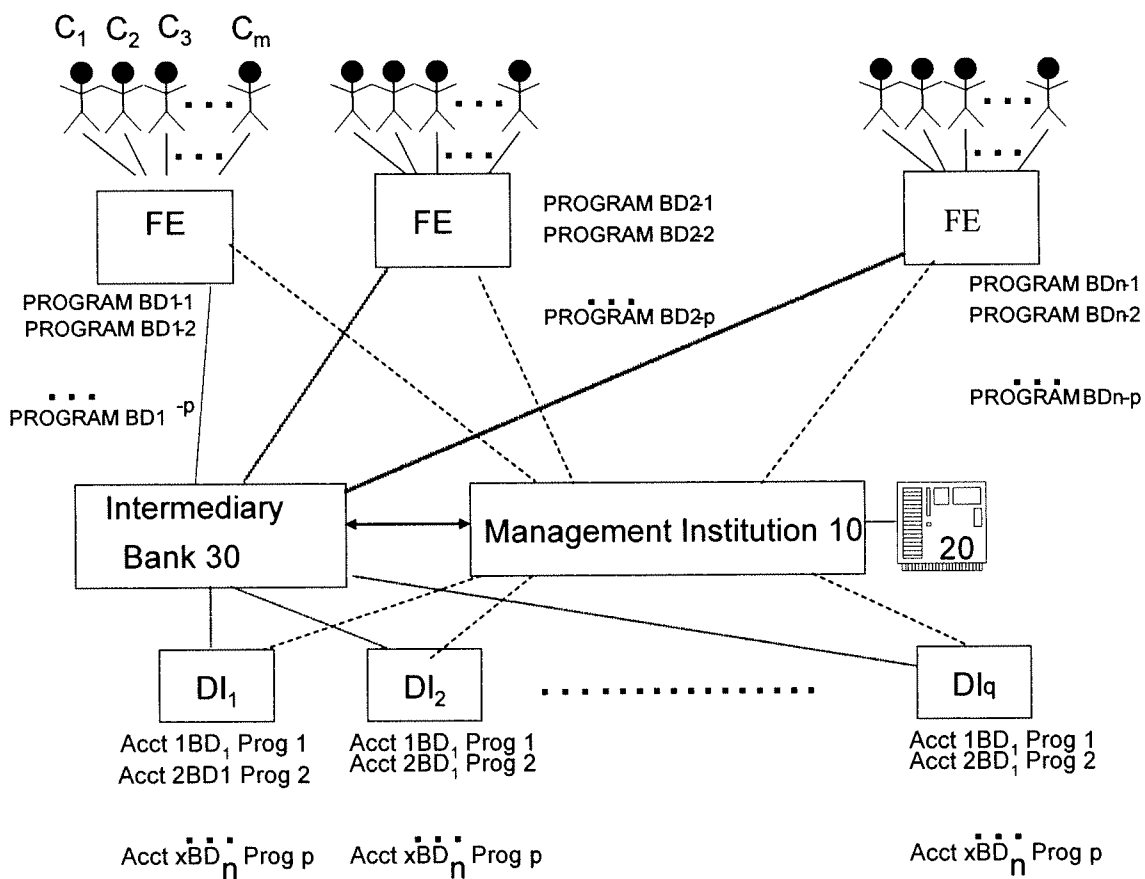 C1 C2 C3 Cm
FE
FE
FE
PROGRAM BD2-1
PROGRAM BD2-2
PROGRAM BD2-p
PROGRAM BD1-1
PROGRAM BD1-2
PROGRAM BD1 -p
PROGRAM BDn-1
PROGRAM BDn-2
PROGRAM BDn-p
Intermediary
Bank 30
Management Institution 10
20
DI1
DI2
DIq
Acct 1BD1 Prog 1
Acct 2BD1 Prog 2
Acct xBDn Prog p
Acct 1BD1 Prog 1
Acct 2BD1 Prog 2
Acct xBDn Prog p
Acct 1BD1 Prog 1
Acct 2BD1 Prog 2
Acct xBDn Prog p